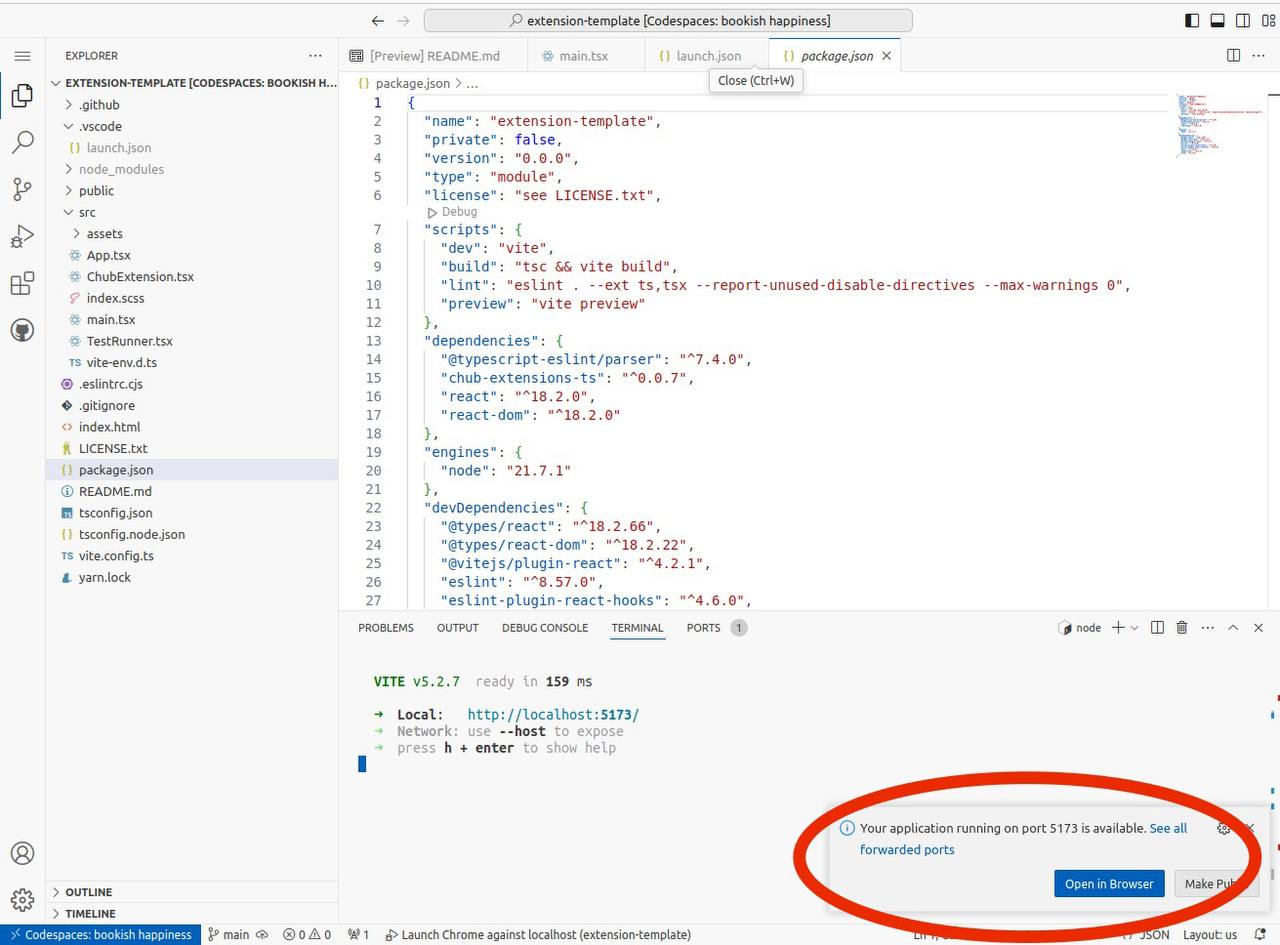 extension-template [Codespaces: bookish happiness]
EXPLORER
EXTENSION-TEMPLATE [CODESPACES: BOOKISH H...
.github
.vscode
launch.json
node_modules
public
src
assets
App.tsx
ChubExtension.tsx
index.scss
main.tsx
TestRunner.tsx
TS vite-env.d.ts
.eslintrc.cjs
.gitignore
index.html
LICENSE.txt
{} package.json
README.md
tsconfig.json
{} tsconfig.node.json
TS vite.config.ts
yarn.lock
OUTLINE
TIMELINE
[Preview] README.md
main.tsx
{} launch.json
{} package.json
Close (Ctrl+W)
{} package.json > ...
1 {
2 "name": "extension-template",
3 "private": false,
4 "version": "0.0.0",
5 "type": "module",
6 "license": "see LICENSE.txt",
Debug
7 "scripts": {
8 "dev": "vite",
9 "build": "tsc && vite build",
10 "lint": "eslint . --ext ts,tsx --report-unused-disable-directives --max-warnings 0",
11 "preview": "vite preview"
12 },
13 "dependencies": {
14 "@typescript-eslint/parser": "^7.4.0",
15 "chub-extensions-ts": "^0.0.7",
16 "react": "^18.2.0",
17 "react-dom": "^18.2.0"
18 },
19 "engines": {
20 "node": "21.7.1"
21 },
22 "devDependencies": {
23 "@types/react": "^18.2.66",
24 "@types/react-dom": "^18.2.22",
25 "@vitejs/plugin-react": "^4.2.1",
26 "eslint": "^8.57.0",
27 "eslint-plugin-react-hooks": "^4.6.0",
PROBLEMS OUTPUT DEBUG CONSOLE TERMINAL PORTS 1
node
VITE v5.2.7 ready in 159 ms
➜ Local: http://localhost:5173/
➜ Network: use --host to expose
➜ press h + enter to show help
Your application running on port 5173 is available. See all
forwarded ports
Open in Browser
Make
Codespaces: bookish happiness main 0 0 1 Launch Chrome against localhost (extension-template) JSON Layout: us